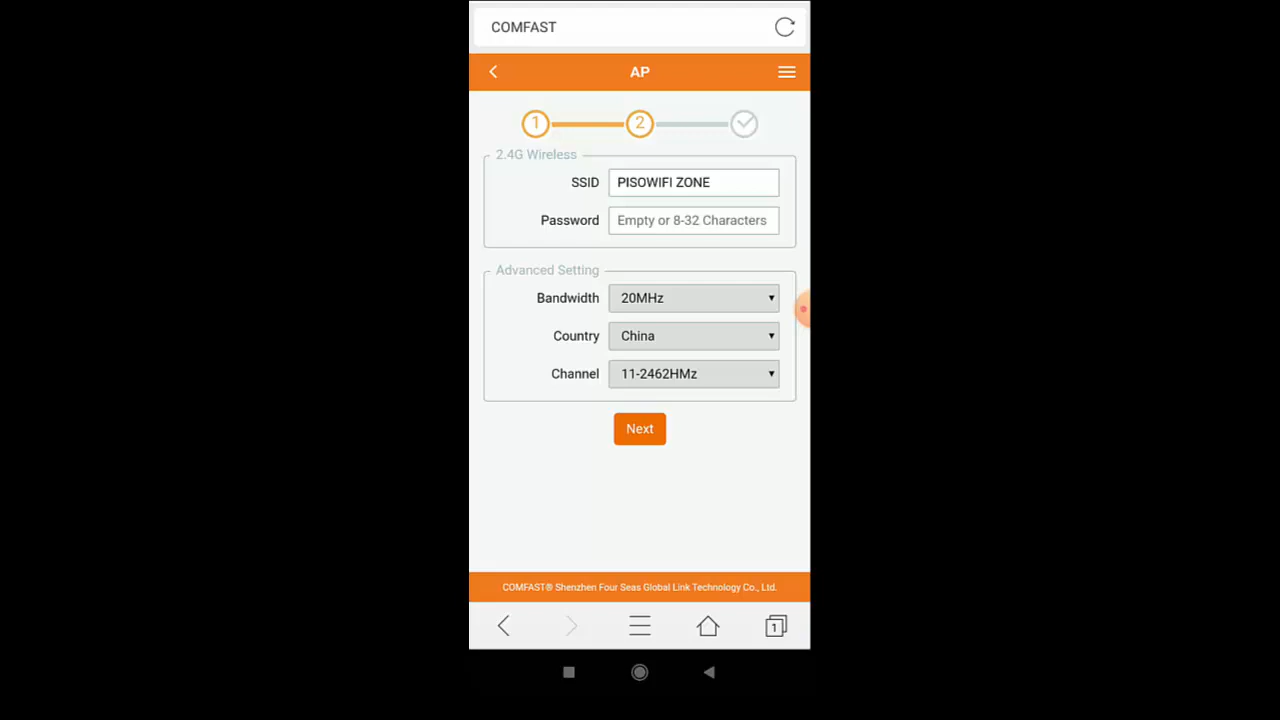 COMFAST
AP
1
2
2.4G Wireless
SSID PISOWIFI ZONE
Password Empty or 8-32 Characters
Advanced Setting
Bandwidth 20MHz
Country China
Channel 11-2462HMz
Next
COMFAST® Shenzhen Four Seas Global Link Technology Co., Ltd.
1